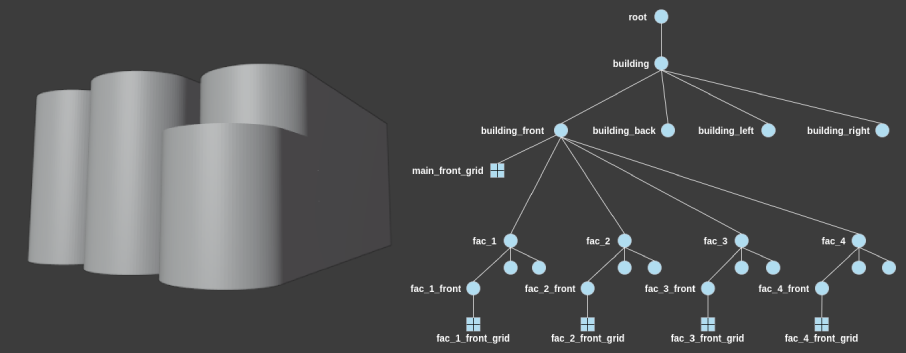 root
building
building_front
building_back
building_left
building_right
main_front_grid
fac_1
fac_2
fac_3
fac_4
fac_1_front
fac_2_front
fac_3_front
fac_4_front
fac_1_front_grid
fac_2_front_grid
fac_3_front_grid
fac_4_front_grid